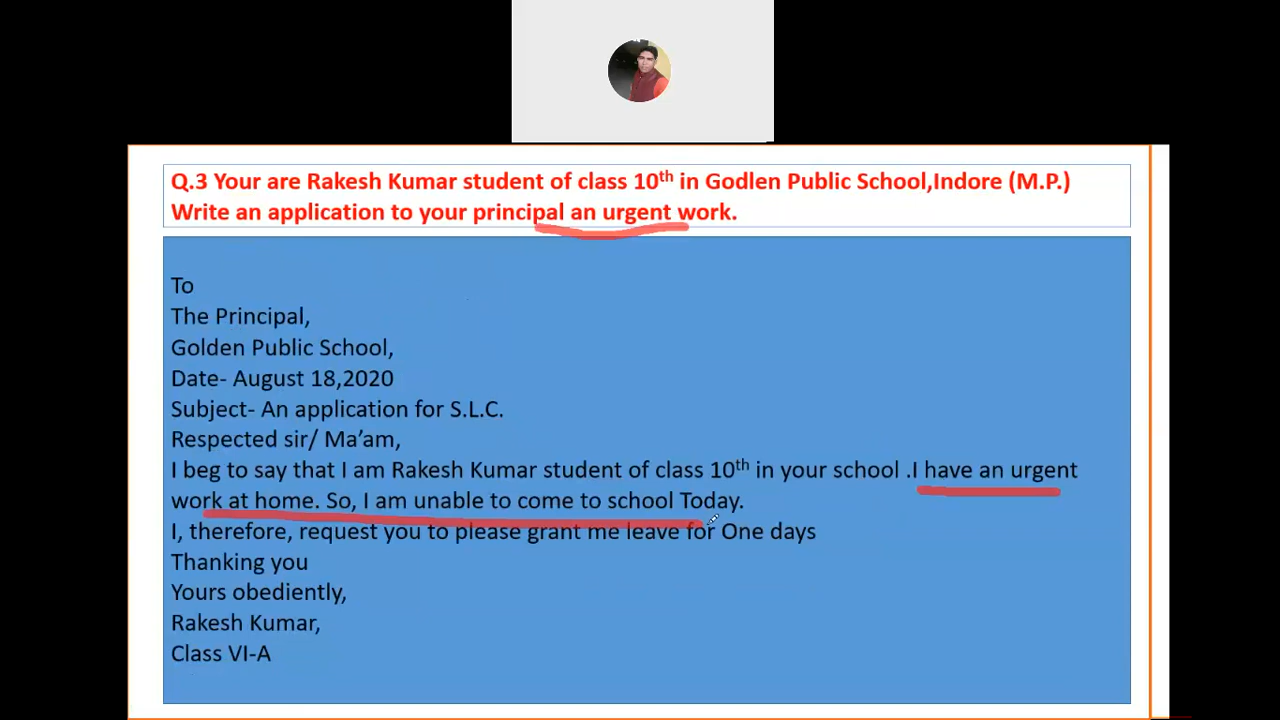 Q.3 Your are Rakesh Kumar student of class 10th in Godlen Public School,Indore (M.P.)
Write an application to your principal an urgent work.
To
The Principal,
Golden Public School,
Date- August 18,2020
Subject- An application for S.L.C.
Respected sir/ Ma’am,
I beg to say that I am Rakesh Kumar student of class 10th in your school .I have an urgent
work at home. So, I am unable to come to school Today.
I, therefore, request you to please grant me leave for One days
Thanking you
Yours obediently,
Rakesh Kumar,
Class VI-A